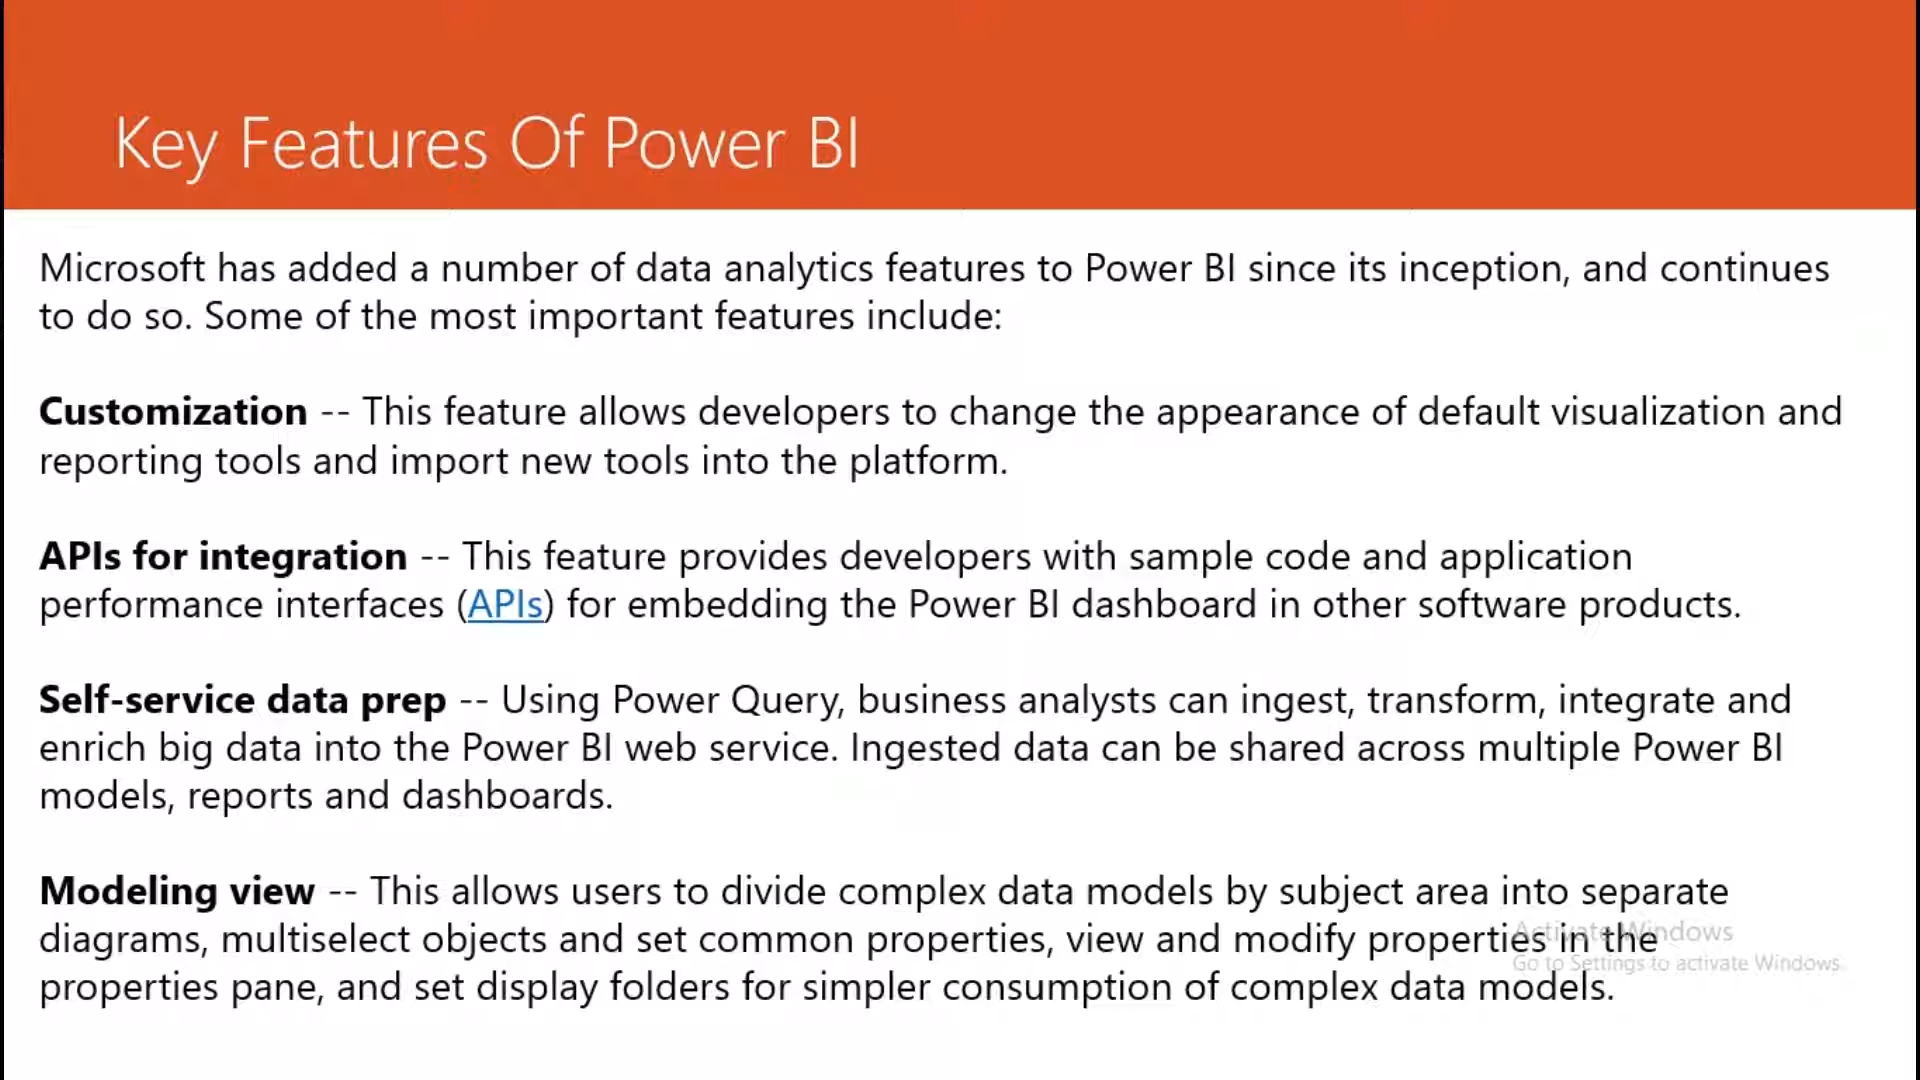 Key Features Of Power BI
Microsoft has added a number of data analytics features to Power BI since its inception, and continues
to do so. Some of the most important features include:
Customization -- This feature allows developers to change the appearance of default visualization and
reporting tools and import new tools into the platform.
APIs for integration -- This feature provides developers with sample code and application
performance interfaces (APIs) for embedding the Power BI dashboard in other software products.
Self-service data prep -- Using Power Query, business analysts can ingest, transform, integrate and
enrich big data into the Power BI web service. Ingested data can be shared across multiple Power BI
models, reports and dashboards.
Modeling view -- This allows users to divide complex data models by subject area into separate
diagrams, multiselect objects and set common properties, view and modify properties in the
properties pane, and set display folders for simpler consumption of complex data models.
Activate Windows
Go to Settings to activate Windows.